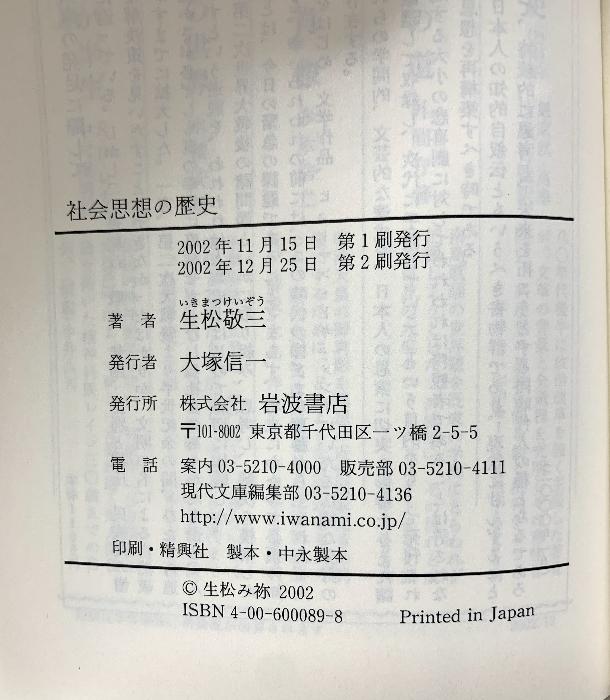 社会思想の歴史
2002年11月15日　第1刷発行
2002年12月25日　第2刷発行
いきまつけいぞう
著　者　生松敬三
発行者　大塚信一
発行所　株式会社　岩波書店
〒101-8002 東京都千代田区一ツ橋2-5-5
電　話　案内 03-5210-4000　販売部 03-5210-4111
現代文庫編集部 03-5210-4136
http://www.iwanami.co.jp/
印刷・精興社　製本・中永製本
© 生松み祢 2002
ISBN 4-00-600089-8　Printed in Japan